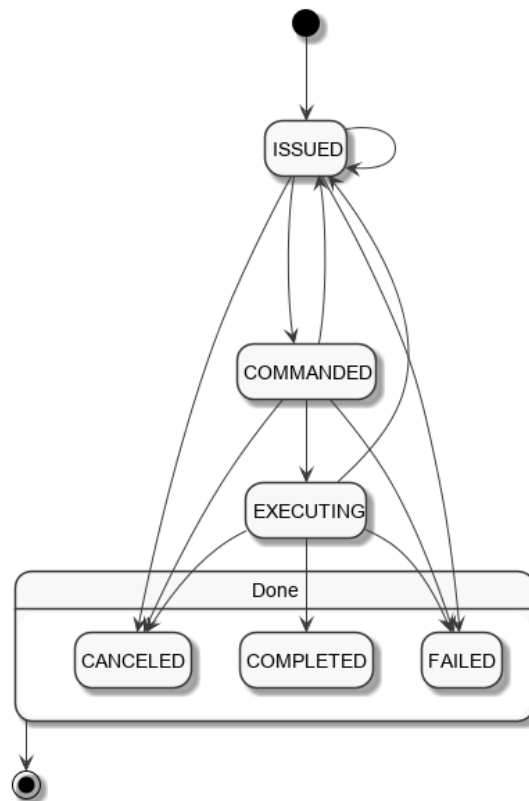 ISSUED
COMMANDED
EXECUTING
Done
CANCELED
COMPLETED
FAILED